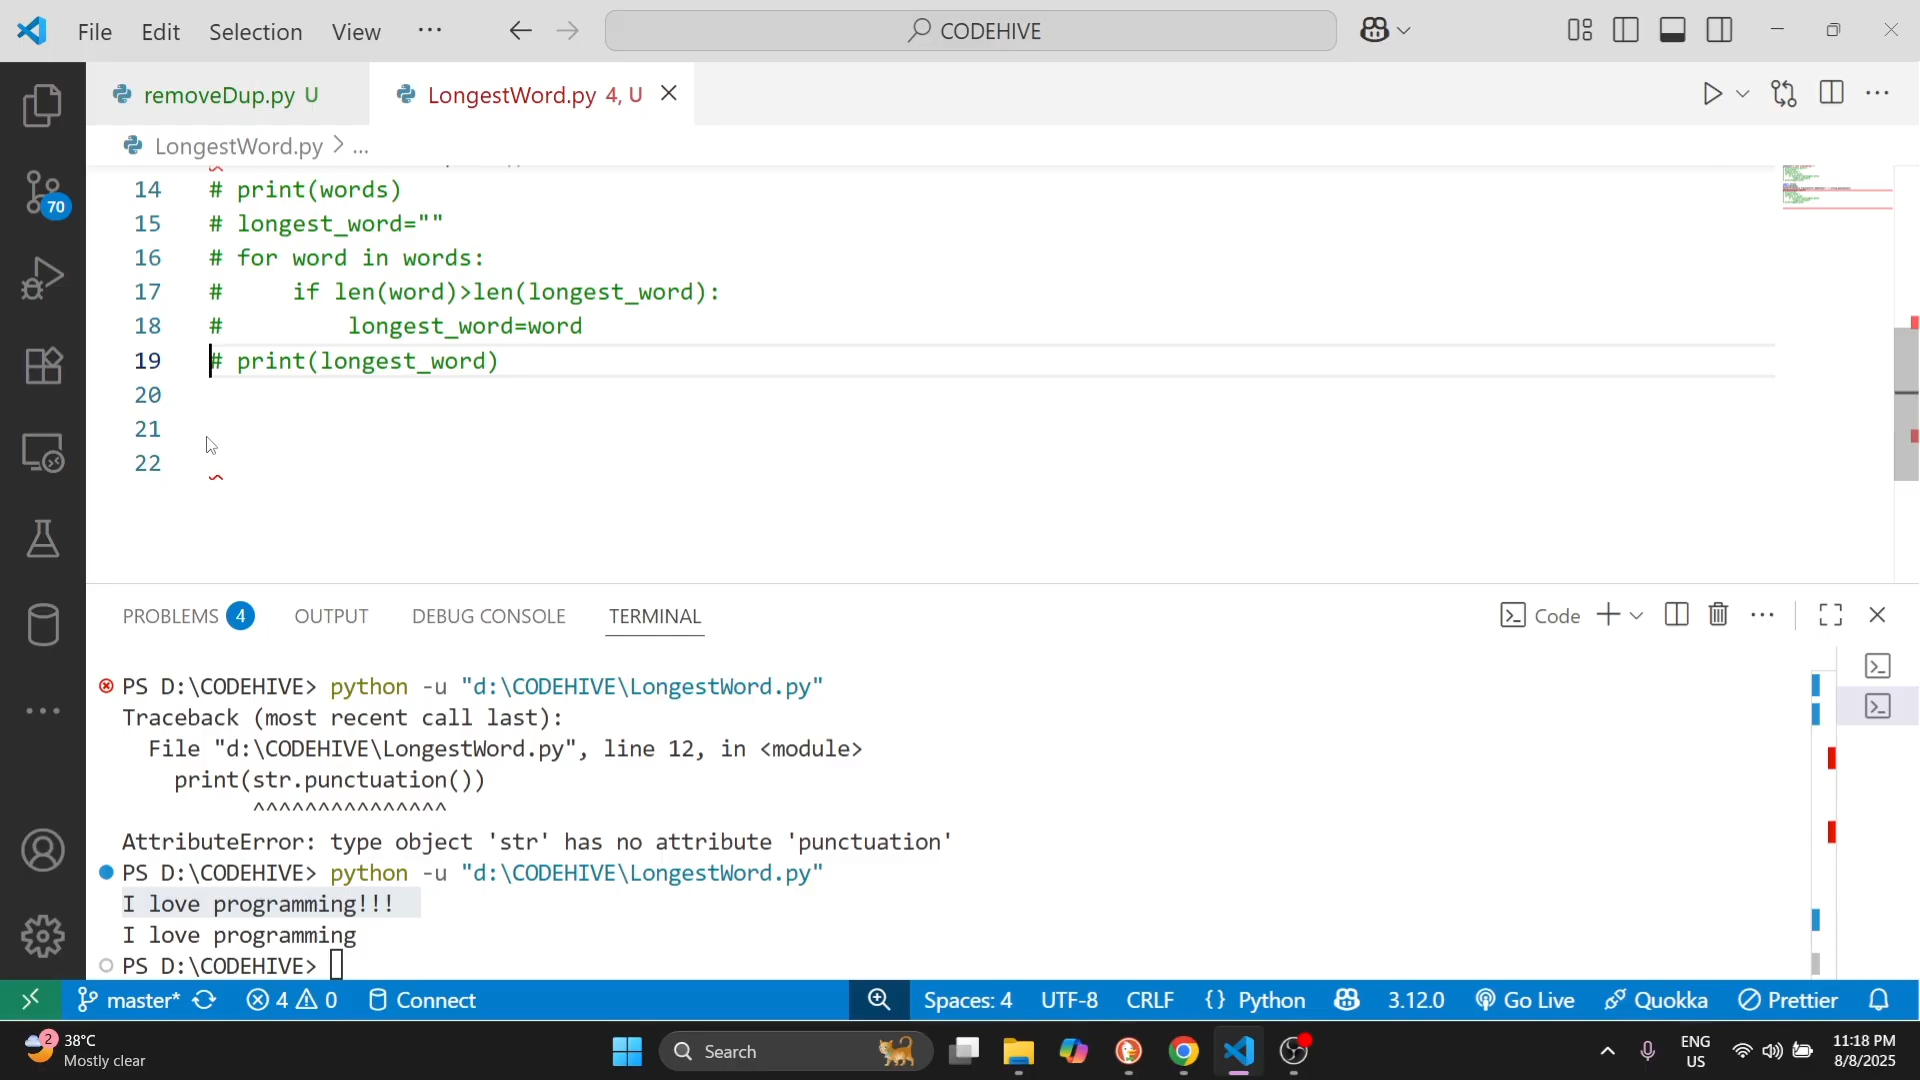 File Edit Selection View ··· CODEHIVE
removeDup.py U LongestWord.py 4, U
LongestWord.py > ...
14 # print(words)
15 # longest_word=""
16 # for word in words:
17 #     if len(word)>len(longest_word):
18 #         longest_word=word
19 # print(longest_word)
20
21
22
70
PROBLEMS 4 OUTPUT DEBUG CONSOLE TERMINAL Code
PS D:\CODEHIVE> python -u "d:\CODEHIVE\LongestWord.py"
Traceback (most recent call last):
  File "d:\CODEHIVE\LongestWord.py", line 12, in <module>
    print(str.punctuation())
          ^^^^^^^^^^^^^^^
AttributeError: type object 'str' has no attribute 'punctuation'
PS D:\CODEHIVE> python -u "d:\CODEHIVE\LongestWord.py"
I love programming!!!
I love programming
PS D:\CODEHIVE>
master* 4 0 Connect Spaces: 4 UTF-8 CRLF {} Python 3.12.0 Go Live Quokka Prettier
2 38°C
Mostly clear
Search
ENG
US
11:18 PM
8/8/2025